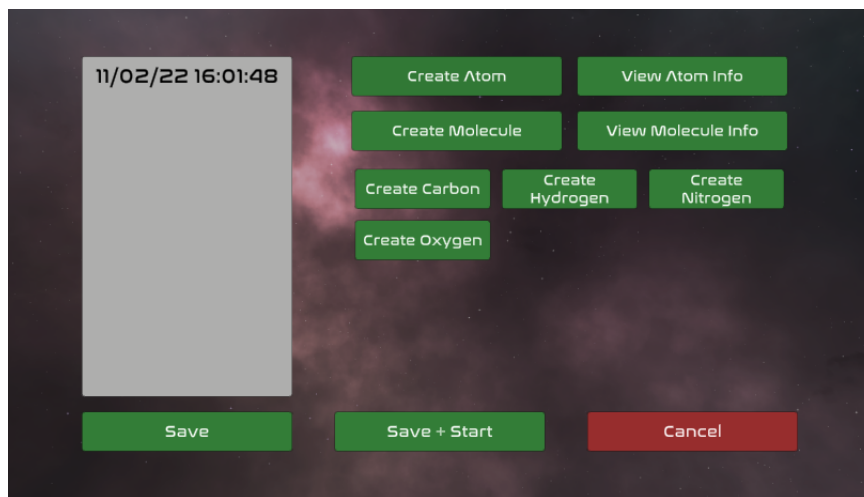 11/02/22 16:01:48
Create Atom
View Atom Info
Create Molecule
View Molecule Info
Create Carbon
Create
Hydrogen
Create
Nitrogen
Create Oxygen
Save
Save + Start
Cancel